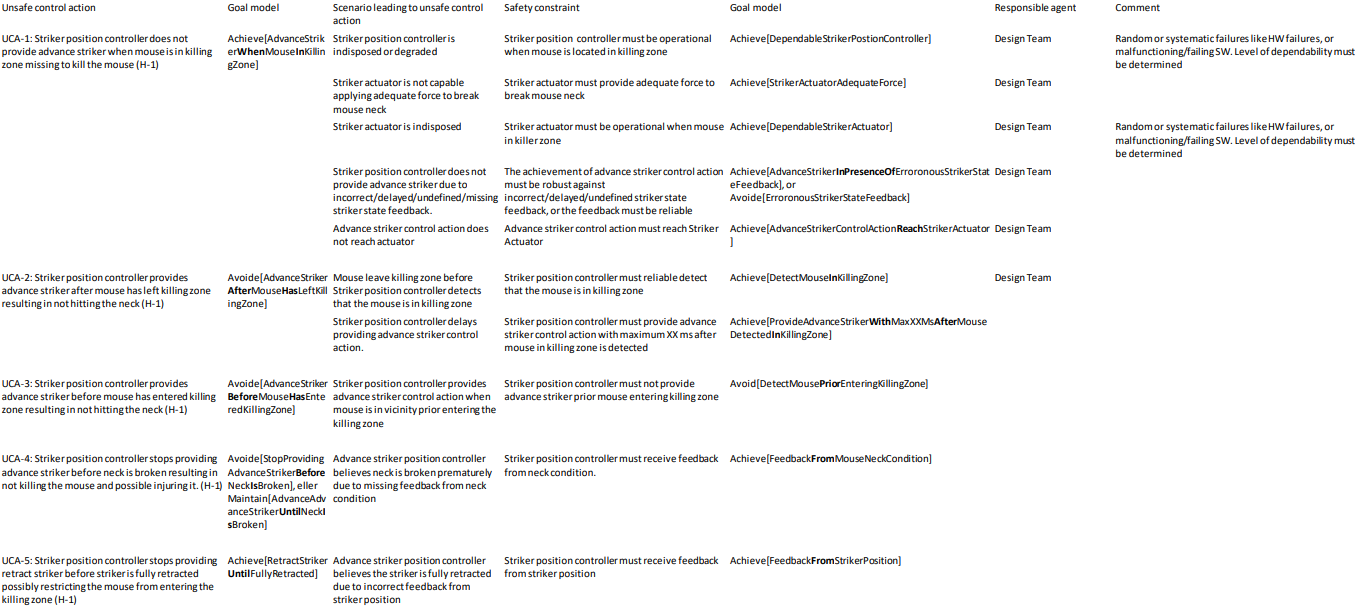 Unsafe control action
Goal model
Scenario leading to unsafe control
action
Safety constraint
Goal model
Responsible agent
Comment
UCA-1: Striker position controller does not
provide advance striker when mouse is in killing
zone missing to kill the mouse (H-1)
Achieve[AdvanceStrik
erWhenMouseInKillin
gZone]
Striker position controller is
indisposed or degraded
Striker position controller must be operational
when mouse is located in killing zone
Achieve[DependableStrikerPostionController]
Design Team
Random or systematic failures like HW failures, or
malfunctioning/failing SW. Level of dependability must
be determined
Striker actuator is not capable
applying adequate force to break
mouse neck
Striker actuator must provide adequate force to
break mouse neck
Achieve[StrikerActuatorAdequateForce]
Design Team
Striker actuator is indisposed
Striker actuator must be operational when mouse
in killer zone
Achieve[DependableStrikerActuator]
Design Team
Random or systematic failures like HW failures, or
malfunctioning/failing SW. Level of dependability must
be determined
Striker position controller does not
provide advance striker due to
incorrect/delayed/undefined/missing
striker state feedback.
The achievement of advance striker control action
must be robust against
incorrect/delayed/undefined striker state
feedback, or the feedback must be reliable
Achieve[AdvanceStrikerInPresenceOfErroronousStrikerStat
eFeedback], or
Avoide[ErroronousStrikerStateFeedback]
Design Team
Advance striker control action does
not reach actuator
Advance striker control action must reach Striker
Actuator
Achieve[AdvanceStrikerControlActionReachStrikerActuator
]
Design Team
UCA-2: Striker position controller provides
advance striker after mouse has left killing zone
resulting in not hitting the neck (H-1)
Avoide[AdvanceStriker
AfterMouseHasLeftKill
ingZone]
Mouse leave killing zone before
Striker position controller detects
that the mouse is in killing zone
Striker position controller must reliable detect
that the mouse is in killing zone
Achieve[DetectMouseInKillingZone]
Design Team
Striker position controller delays
providing advance striker control
action.
Striker position controller must provide advance
striker control action with maximum XX ms after
mouse in killing zone is detected
Achieve[ProvideAdvanceStrikerWithMaxXXMsAfterMouse
DetectedInKillingZone]
UCA-3: Striker position controller provides
advance striker before mouse has entered killing
zone resulting in not hitting the neck (H-1)
Avoide[AdvanceStriker
BeforeMouseHasEnte
redKillingZone]
Striker position controller provides
advance striker control action when
mouse is in vicinity prior entering the
killing zone
Striker position controller must not provide
advance striker prior mouse entering killing zone
Avoid[DetectMousePriorEnteringKillingZone]
UCA-4: Striker position controller stops providing
advance striker before neck is broken resulting in
not killing the mouse and possible injuring it. (H-1)
Avoide[StopProviding
AdvanceStrikerBefore
NeckIsBroken], eller
Maintain[AdvanceAdv
anceStrikerUntilNeckI
sBroken]
Advance striker position controller
believes neck is broken prematurely
due to missing feedback from neck
condition
Striker position controller must receive feedback
from neck condition.
Achieve[FeedbackFromMouseNeckCondition]
UCA-5: Striker position controller stops providing
retract striker before striker is fully retracted
possibly restricting the mouse from entering the
killing zone (H-1)
Achieve[RetractStriker
UntilFullyRetracted]
Advance striker position controller
believes the striker is fully retracted
due to incorrect feedback from
striker position
Striker position controller must receive feedback
from striker position
Achieve[FeedbackFromStrikerPosition]